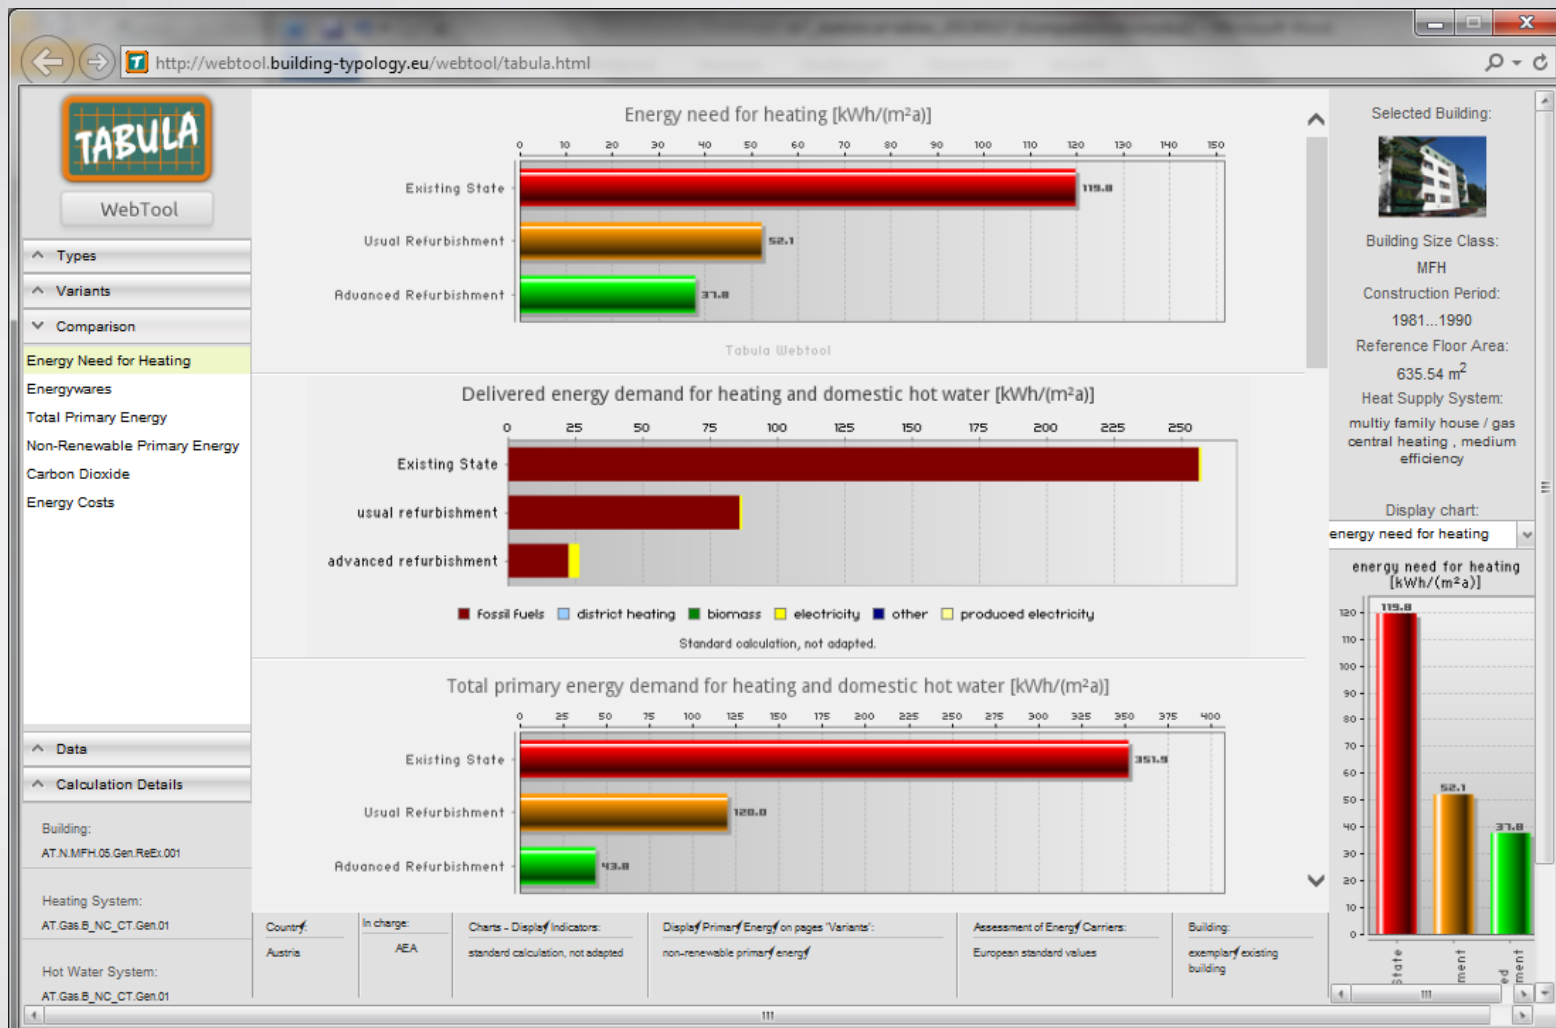 http://webtool.building-typology.eu/webtool/tabula.html
TABULA
WebTool
Types
Variants
Comparison
Energy Need for Heating
Energywares
Total Primary Energy
Non-Renewable Primary Energy
Carbon Dioxide
Energy Costs
Data
Calculation Details
Building:
AT.N.MFH.05.Gen.ReEx.001
Heating System:
AT.Gas.B_NC_CT.Gen.01
Hot Water System:
AT.Gas.B_NC_CT.Gen.01
Energy need for heating [kWh/(m²a)]
0 10 20 30 40 50 60 70 80 90 100 110 120 130 140 150
Existing State 119.8
Usual Refurbishment 52.1
Advanced Refurbishment 37.8
Tabula Webtool
Delivered energy demand for heating and domestic hot water [kWh/(m²a)]
0 25 50 75 100 125 150 175 200 225 250
Existing State
usual refurbishment
advanced refurbishment
fossil fuels district heating biomass electricity other produced electricity
Standard calculation, not adapted.
Total primary energy demand for heating and domestic hot water [kWh/(m²a)]
0 25 50 75 100 125 150 175 200 225 250 275 300 325 350 375 400
Existing State 351.9
Usual Refurbishment 120.0
Advanced Refurbishment 43.8
Country:
Austria
In charge:
AEA
Charts - Display Indicators:
standard calculation, not adapted
Display Primary Energy on pages 'Variants':
non-renewable primary energy
Assessment of Energy Carriers:
European standard values
Building:
exemplary existing
building
Selected Building:
Building Size Class:
MFH
Construction Period:
1981...1990
Reference Floor Area:
635.54 m²
Heat Supply System:
multiy family house / gas
central heating , medium
efficiency
Display chart:
energy need for heating
energy need for heating
[kWh/(m²a)]
120
110
100
90
80
70
60
50
40
30
20
10
0
119.8
52.1
37.8
State
ment
ed
ment